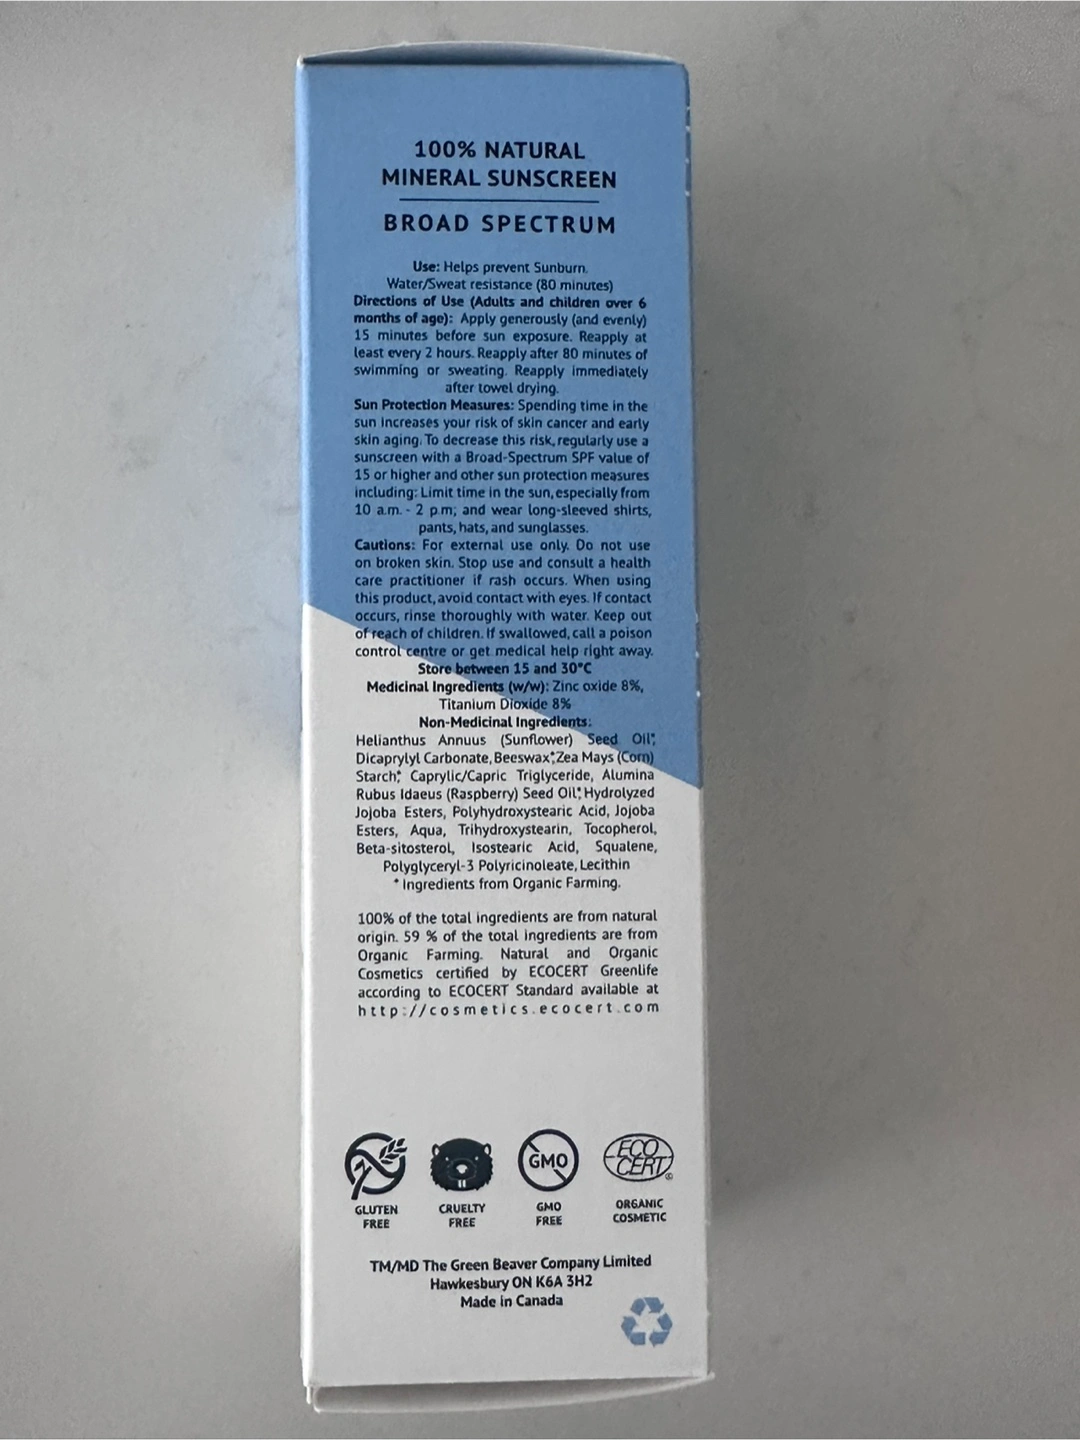 100% NATURAL
MINERAL SUNSCREEN
BROAD SPECTRUM
Use: Helps prevent Sunburn.
Water/Sweat resistance (80 minutes)
Directions of Use (Adults and children over 6
months of age): Apply generously (and evenly)
15 minutes before sun exposure. Reapply at
least every 2 hours. Reapply after 80 minutes of
swimming or sweating. Reapply immediately
after towel drying.
Sun Protection Measures: Spending time in the
sun increases your risk of skin cancer and early
skin aging. To decrease this risk, regularly use a
sunscreen with a Broad-Spectrum SPF value of
15 or higher and other sun protection measures
including: Limit time in the sun, especially from
10 a.m. - 2 p.m; and wear long-sleeved shirts,
pants, hats, and sunglasses.
Cautions: For external use only. Do not use
on broken skin. Stop use and consult a health
care practitioner if rash occurs. When using
this product, avoid contact with eyes. If contact
occurs, rinse thoroughly with water. Keep out
of reach of children. If swallowed, call a poison
control centre or get medical help right away.
Store between 15 and 30°C
Medicinal Ingredients (w/w): Zinc oxide 8%,
Titanium Dioxide 8%
Non-Medicinal Ingredients:
Helianthus Annuus (Sunflower) Seed Oil*,
Dicaprylyl Carbonate, Beeswax*, Zea Mays (Corn)
Starch*, Caprylic/Capric Triglyceride, Alumina
Rubus Idaeus (Raspberry) Seed Oil*, Hydrolyzed
Jojoba Esters, Polyhydroxystearic Acid, Jojoba
Esters, Aqua, Trihydroxystearin, Tocopherol,
Beta-sitosterol, Isostearic Acid, Squalene,
Polyglyceryl-3 Polyricinoleate, Lecithin
* Ingredients from Organic Farming.
100% of the total ingredients are from natural
origin. 59 % of the total ingredients are from
Organic Farming. Natural and Organic
Cosmetics certified by ECOCERT Greenlife
according to ECOCERT Standard available at
http://cosmetics.ecocert.com
GMO
ECO
CERT®
GLUTEN
FREE
CRUELTY
FREE
GMO
FREE
ORGANIC
COSMETIC
TM/MD The Green Beaver Company Limited
Hawkesbury ON K6A 3H2
Made in Canada